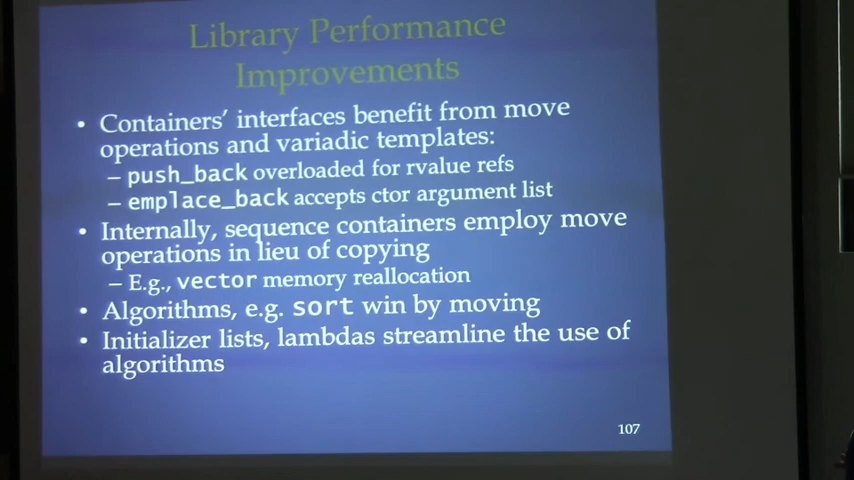 Library Performance
Improvements
• Containers' interfaces benefit from move
operations and variadic templates:
– push_back overloaded for rvalue refs
– emplace_back accepts ctor argument list
• Internally, sequence containers employ move
operations in lieu of copying
– E.g., vector memory reallocation
• Algorithms, e.g. sort win by moving
• Initializer lists, lambdas streamline the use of
algorithms
107